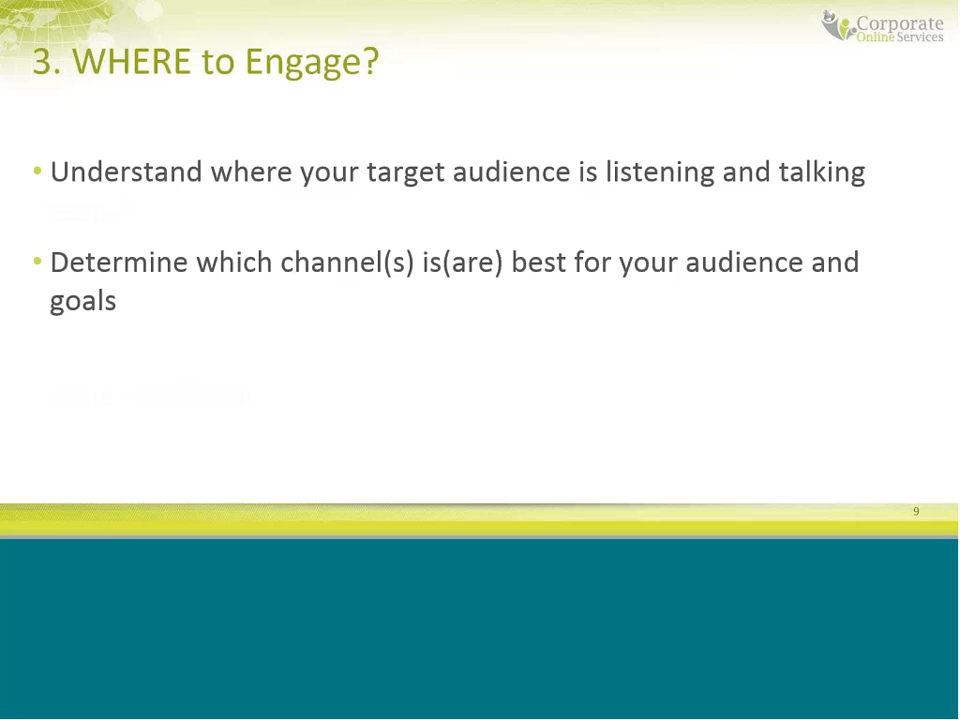 Corporate
Online Services
3. WHERE to Engage?
• Understand where your target audience is listening and talking
• Determine which channel(s) is(are) best for your audience and
goals
9